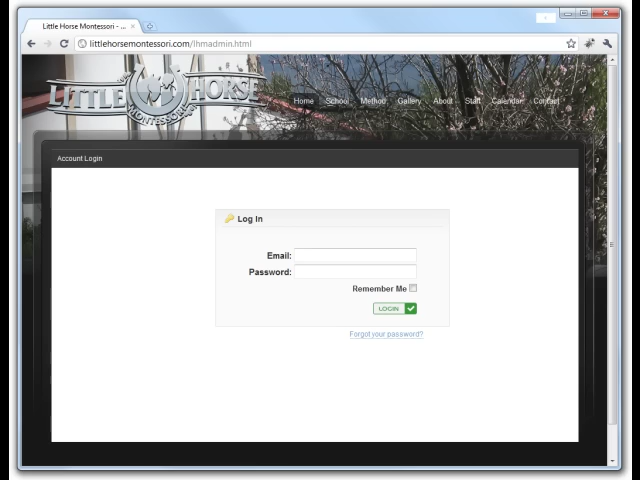 Little Horse Montessori - ...
littlehorsemontessori.com/lhmadmin.html
LITTLE HORSE
MONTESSORI
Home School Method Gallery About Staff Calendar Contact
Account Login
Log In
Email:
Password:
Remember Me
LOGIN
Forgot your password?